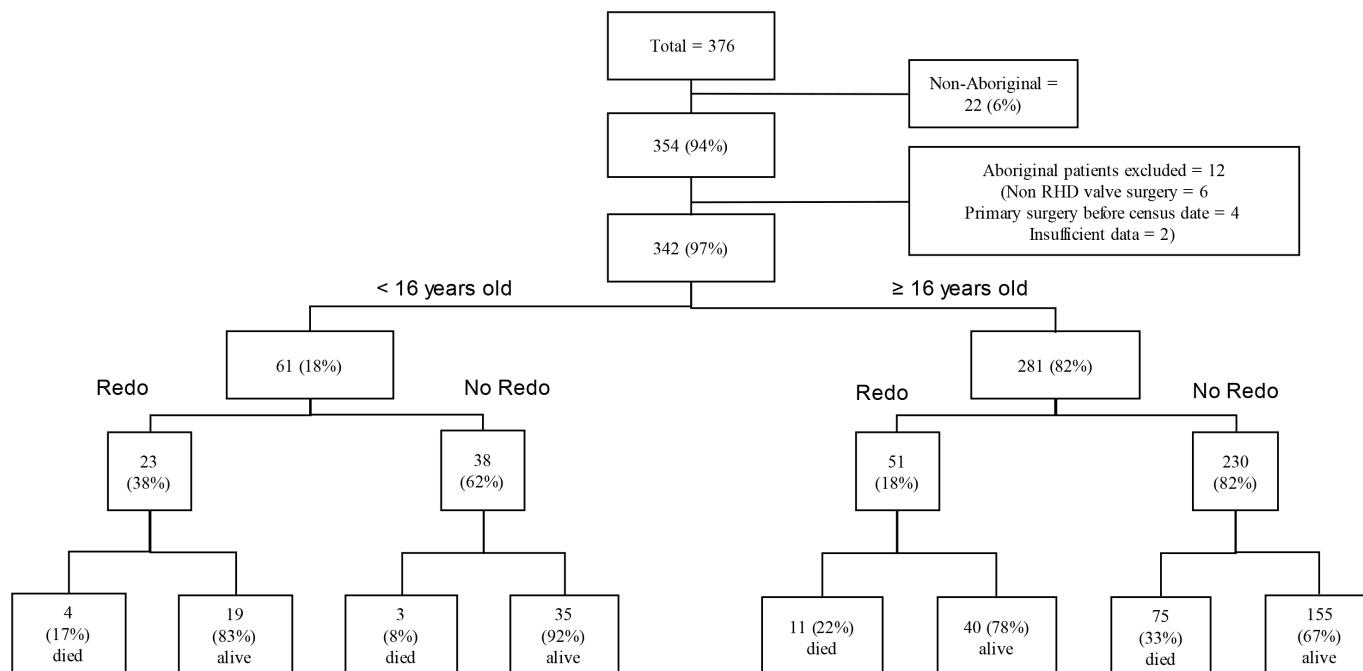 Total = 376
Non-Aboriginal =
22 (6%)
354 (94%)
Aboriginal patients excluded = 12
(Non RHD valve surgery = 6
Primary surgery before census date = 4
Insufficient data = 2)
342 (97%)
< 16 years old
≥ 16 years old
61 (18%)
281 (82%)
Redo
No Redo
Redo
No Redo
23
(38%)
38
(62%)
51
(18%)
230
(82%)
4
(17%)
died
19
(83%)
alive
3
(8%)
died
35
(92%)
alive
11 (22%)
died
40 (78%)
alive
75
(33%)
died
155
(67%)
alive